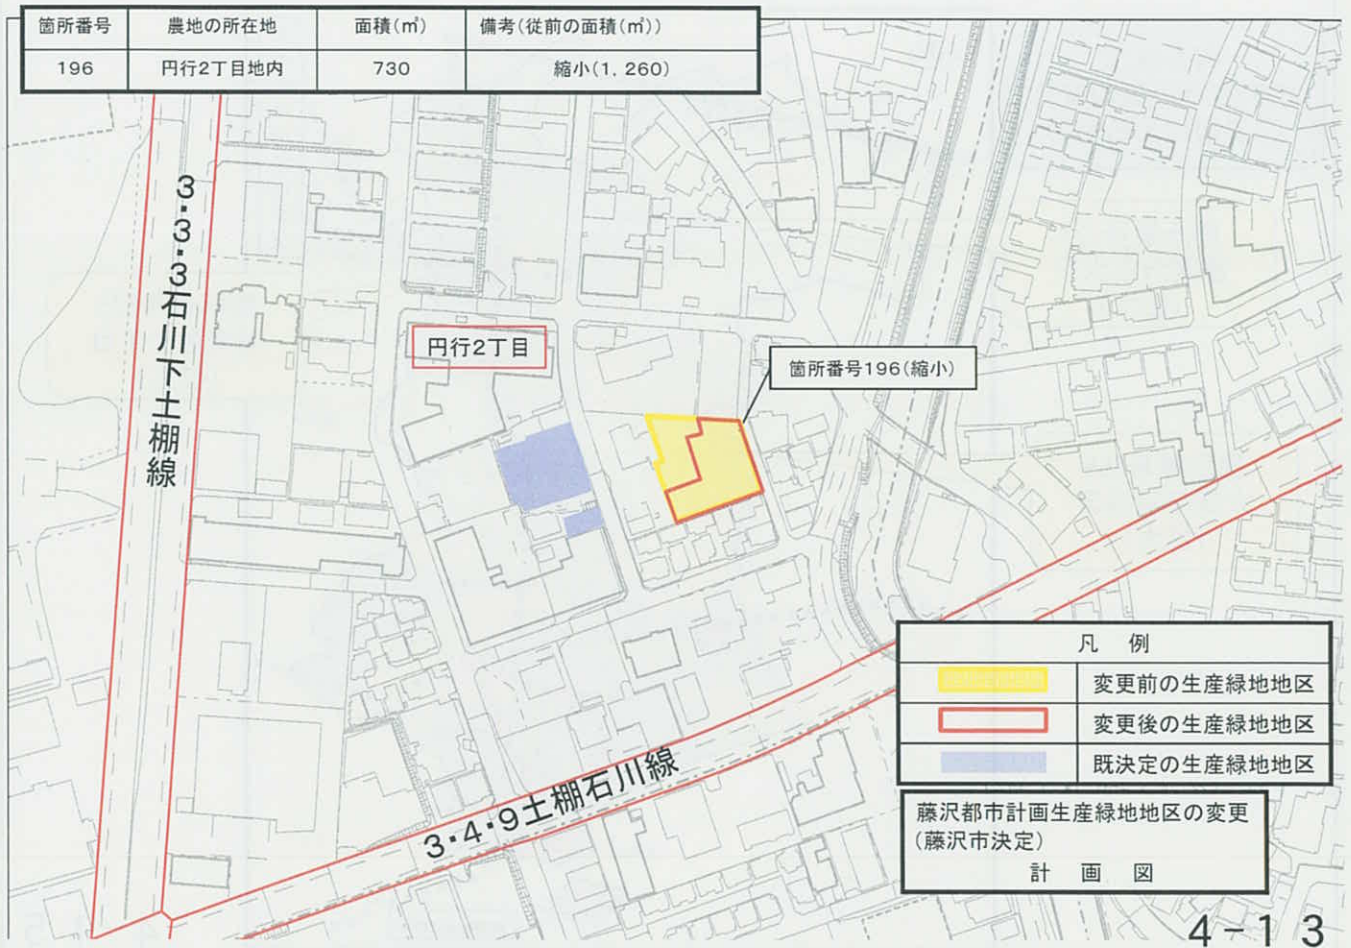 箇所番号 農地の所在地 面積(㎡) 備考(従前の面積(㎡))
196 円行2丁目地内 730 縮小(1,260)
3・3・3石川下土棚線
円行2丁目
箇所番号196(縮小)
3・4・9土棚石川線
凡 例
変更前の生産緑地地区
変更後の生産緑地地区
既決定の生産緑地地区
藤沢都市計画生産緑地地区の変更
(藤沢市決定)
計 画 図
4-13